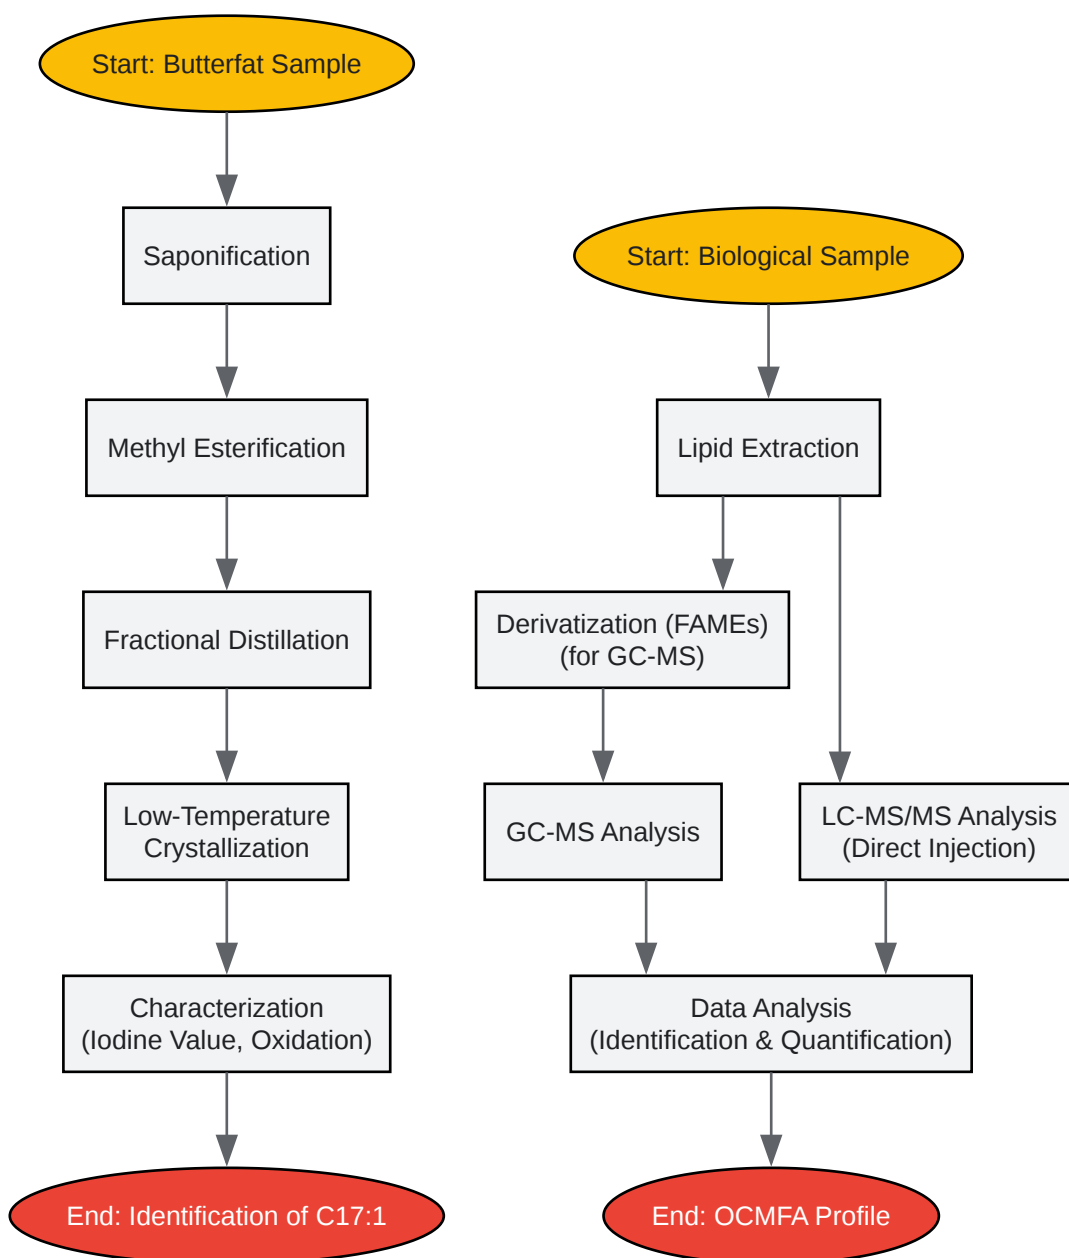 Start: Butterfat Sample
Saponification
Methyl Esterification
Fractional Distillation
Low-Temperature
Crystallization
Characterization
(Iodine Value, Oxidation)
End: Identification of C17:1
Start: Biological Sample
Lipid Extraction
Derivatization (FAMEs)
(for GC-MS)
GC-MS Analysis
LC-MS/MS Analysis
(Direct Injection)
Data Analysis
(Identification & Quantification)
End: OCMFA Profile